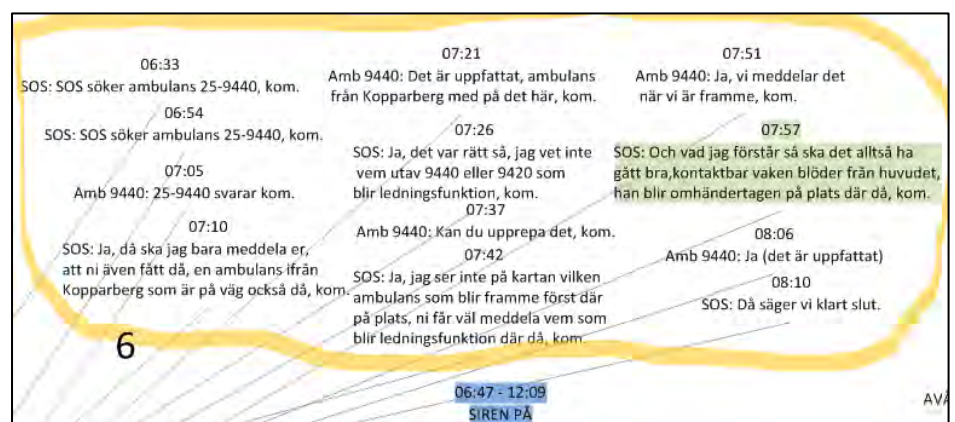 06:33
SOS: SOS söker ambulans 25-9440, kom.
06:54
SOS: SOS söker ambulans 25-9440, kom.
07:05
Amb 9440: 25-9440 svarar kom.
07:10
SOS: Ja, då ska jag bara meddela er,
att ni även fått då, en ambulans ifrån
Kopparberg som är på väg också då, kom.
07:21
Amb 9440: Det är uppfattat, ambulans
från Kopparberg med på det här, kom.
07:26
SOS: Ja, det var rätt så, jag vet inte
vem utav 9440 eller 9420 som
blir ledningsfunktion, kom.
07:37
Amb 9440: Kan du upprepa det, kom.
07:42
SOS: Ja, jag ser inte på kartan vilken
ambulans som blir framme först där
på plats, ni får väl meddela vem som
blir ledningsfunktion där då, kom.
07:51
Amb 9440: Ja, vi meddelar det
när vi är framme, kom.
07:57
SOS: Och vad jag förstår så ska det alltså ha
gått bra,kontaktbar vaken blöder från huvudet,
han blir omhändertagen på plats där då, kom.
08:06
Amb 9440: Ja (det är uppfattat)
08:10
SOS: Då säger vi klart slut.
6
06:47 - 12:09
SIREN PÅ
AVÅ